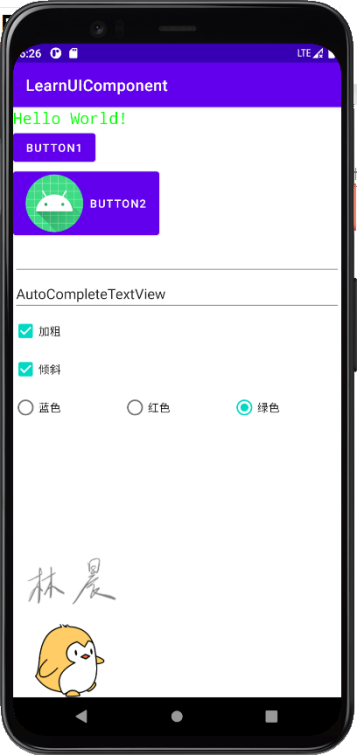 6:26 LTE
LearnUIComponent
Hello World!
BUTTON1
BUTTON2
AutoCompleteTextView
加粗
倾斜
蓝色 红色 绿色
林晨